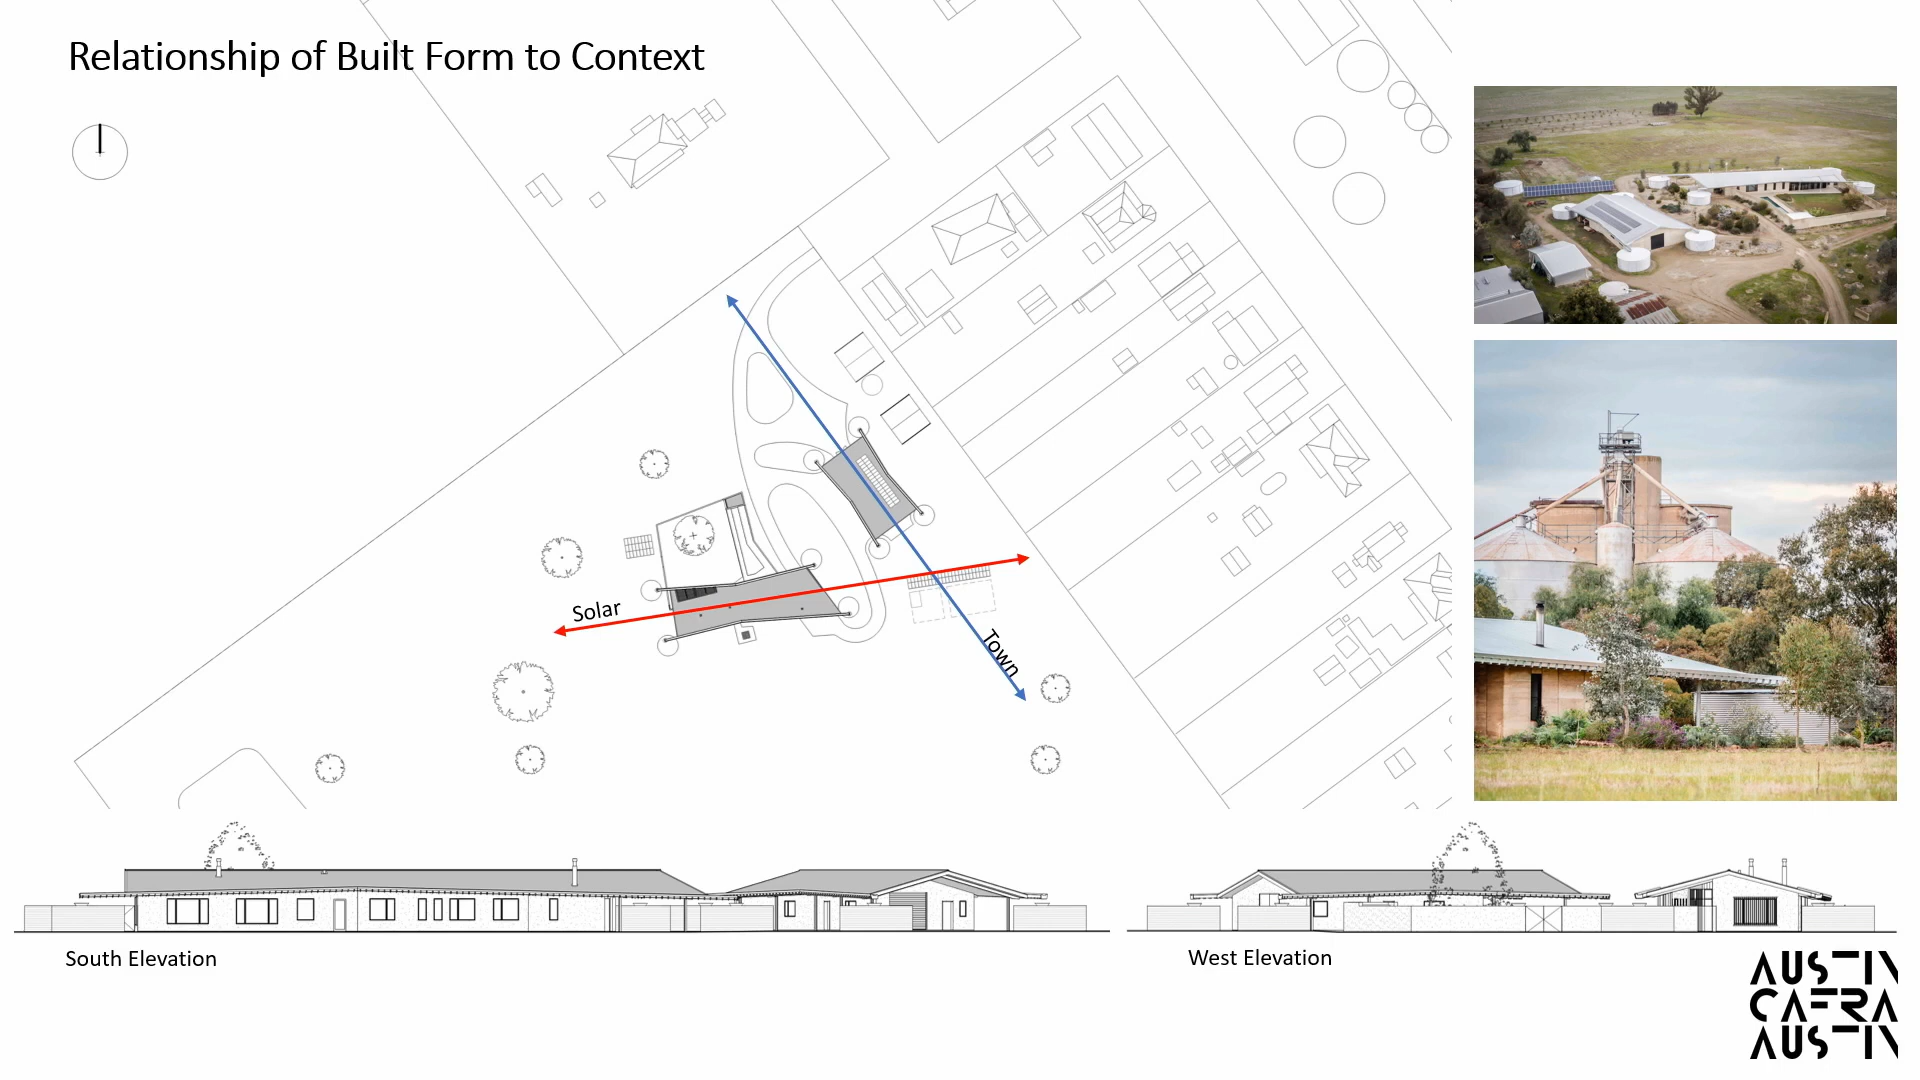 Relationship of Built Form to Context
Solar
Town
South Elevation
West Elevation
AUSTIN
CAFRA
AUSTIN